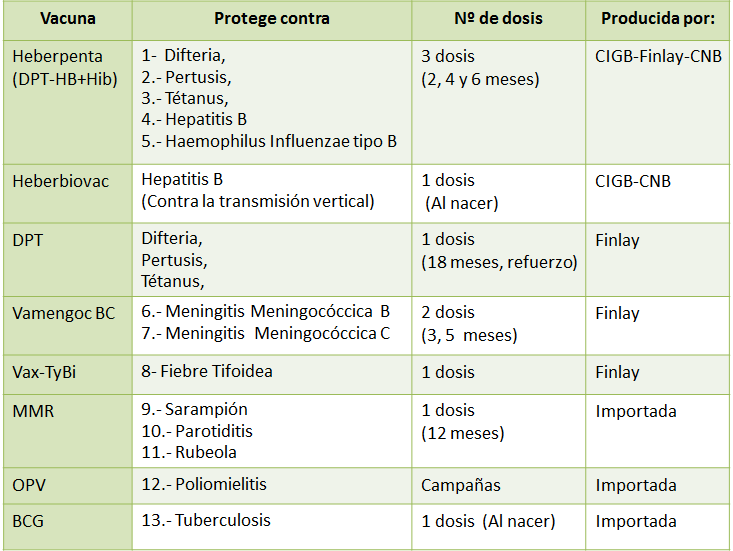 Vacuna Protege contra Nº de dosis Producida por:
Heberpenta 1- Difteria, 3 dosis CIGB-Finlay-CNB
(DPT-HB+Hib) 2.- Pertusis, (2, 4 y 6 meses)
3.- Tétanus,
4.- Hepatitis B
5.- Haemophilus Influenzae tipo B
Heberbiovac Hepatitis B 1 dosis CIGB-CNB
(Contra la transmisión vertical) (Al nacer)
DPT Difteria, 1 dosis Finlay
Pertusis, (18 meses, refuerzo)
Tétanus,
Vamengoc BC 6.- Meningitis Meningocóccica B 2 dosis Finlay
7.- Meningitis Meningocóccica C (3, 5 meses)
Vax-TyBi 8- Fiebre Tifoidea 1 dosis Finlay
MMR 9.- Sarampión 1 dosis Importada
10.- Parotiditis (12 meses)
11.- Rubeola
OPV 12.- Poliomielitis Campañas Importada
BCG 13.- Tuberculosis 1 dosis (Al nacer) Importada